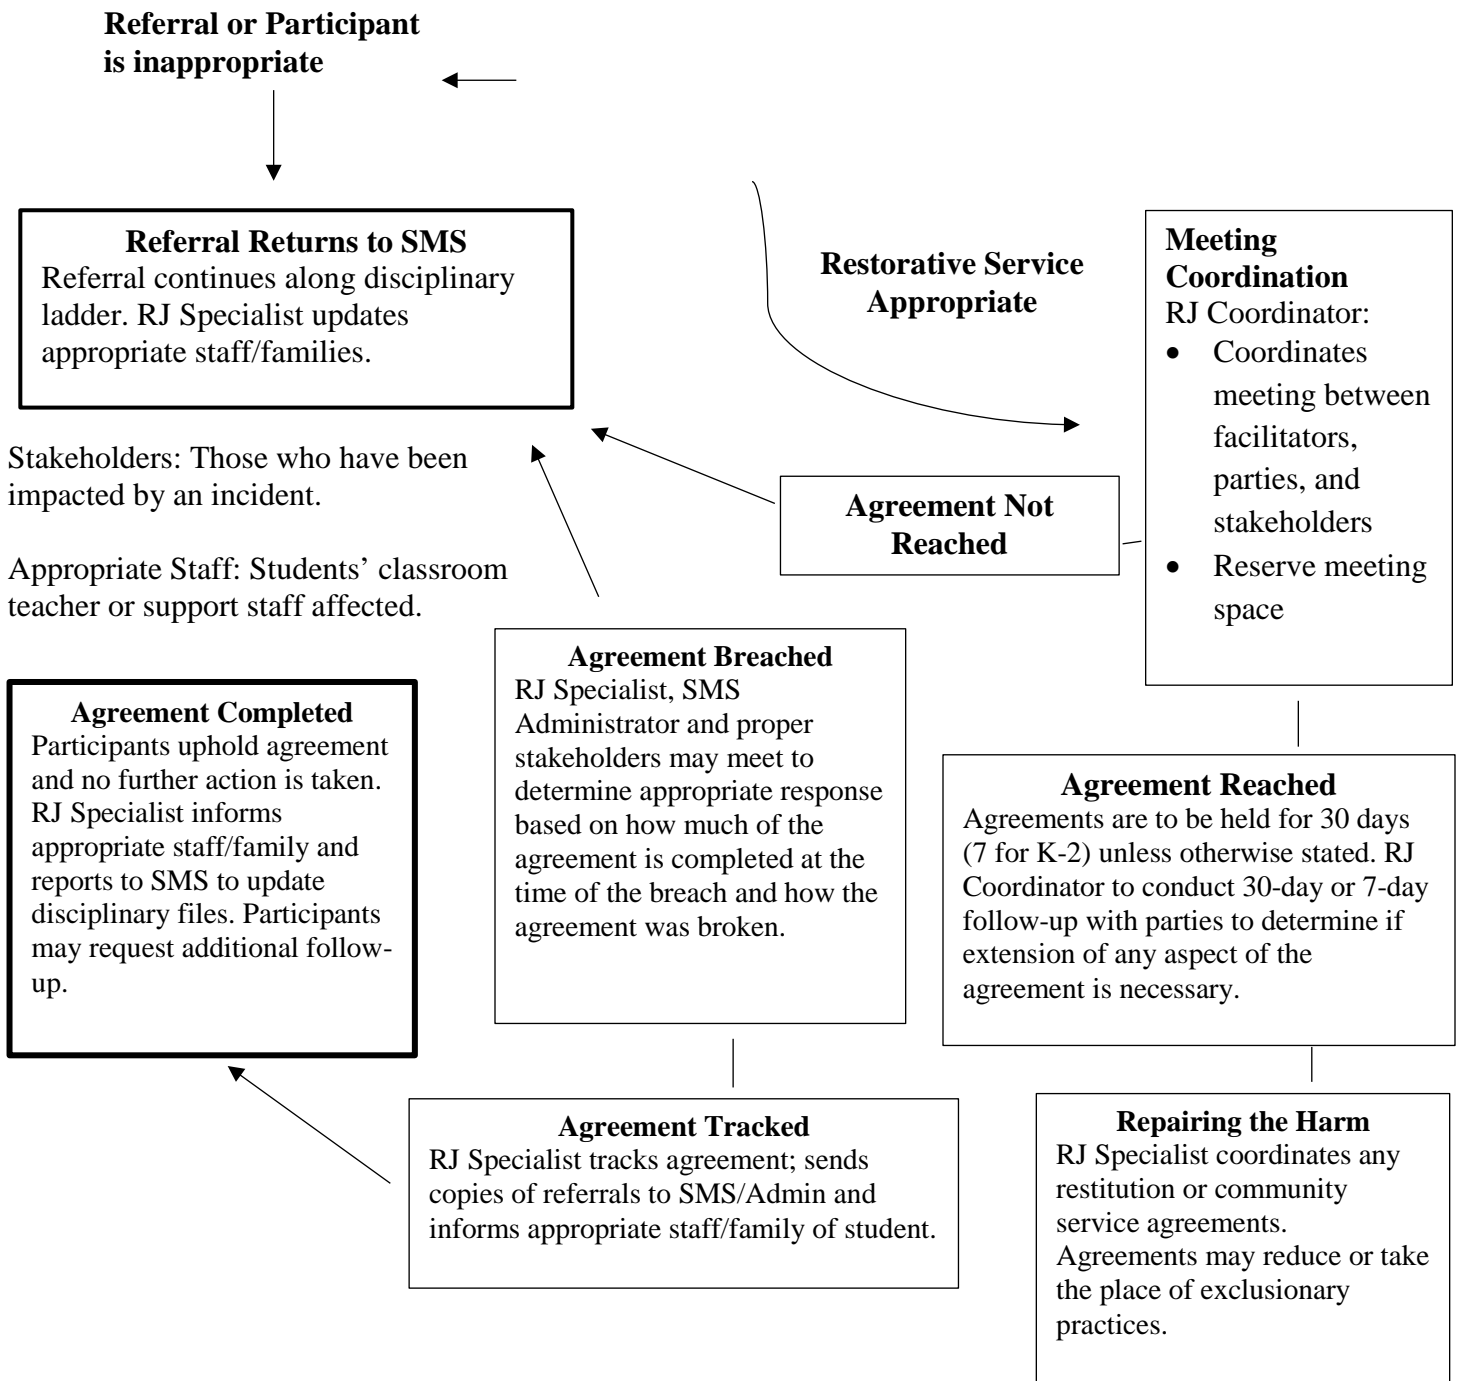 Referral or Participant
is inappropriate
Referral Returns to SMS
Referral continues along disciplinary
ladder. RJ Specialist updates
appropriate staff/families.
Restorative Service
Appropriate
Meeting
Coordination
RJ Coordinator:
• Coordinates
meeting between
facilitators,
parties, and
stakeholders
• Reserve meeting
space
Stakeholders: Those who have been
impacted by an incident.
Appropriate Staff: Students’ classroom
teacher or support staff affected.
Agreement Not
Reached
Agreement Breached
RJ Specialist, SMS
Administrator and proper
stakeholders may meet to
determine appropriate response
based on how much of the
agreement is completed at the
time of the breach and how the
agreement was broken.
Agreement Completed
Participants uphold agreement
and no further action is taken.
RJ Specialist informs
appropriate staff/family and
reports to SMS to update
disciplinary files. Participants
may request additional follow-
up.
Agreement Reached
Agreements are to be held for 30 days
(7 for K-2) unless otherwise stated. RJ
Coordinator to conduct 30-day or 7-day
follow-up with parties to determine if
extension of any aspect of the
agreement is necessary.
Agreement Tracked
RJ Specialist tracks agreement; sends
copies of referrals to SMS/Admin and
informs appropriate staff/family of student.
Repairing the Harm
RJ Specialist coordinates any
restitution or community
service agreements.
Agreements may reduce or take
the place of exclusionary
practices.